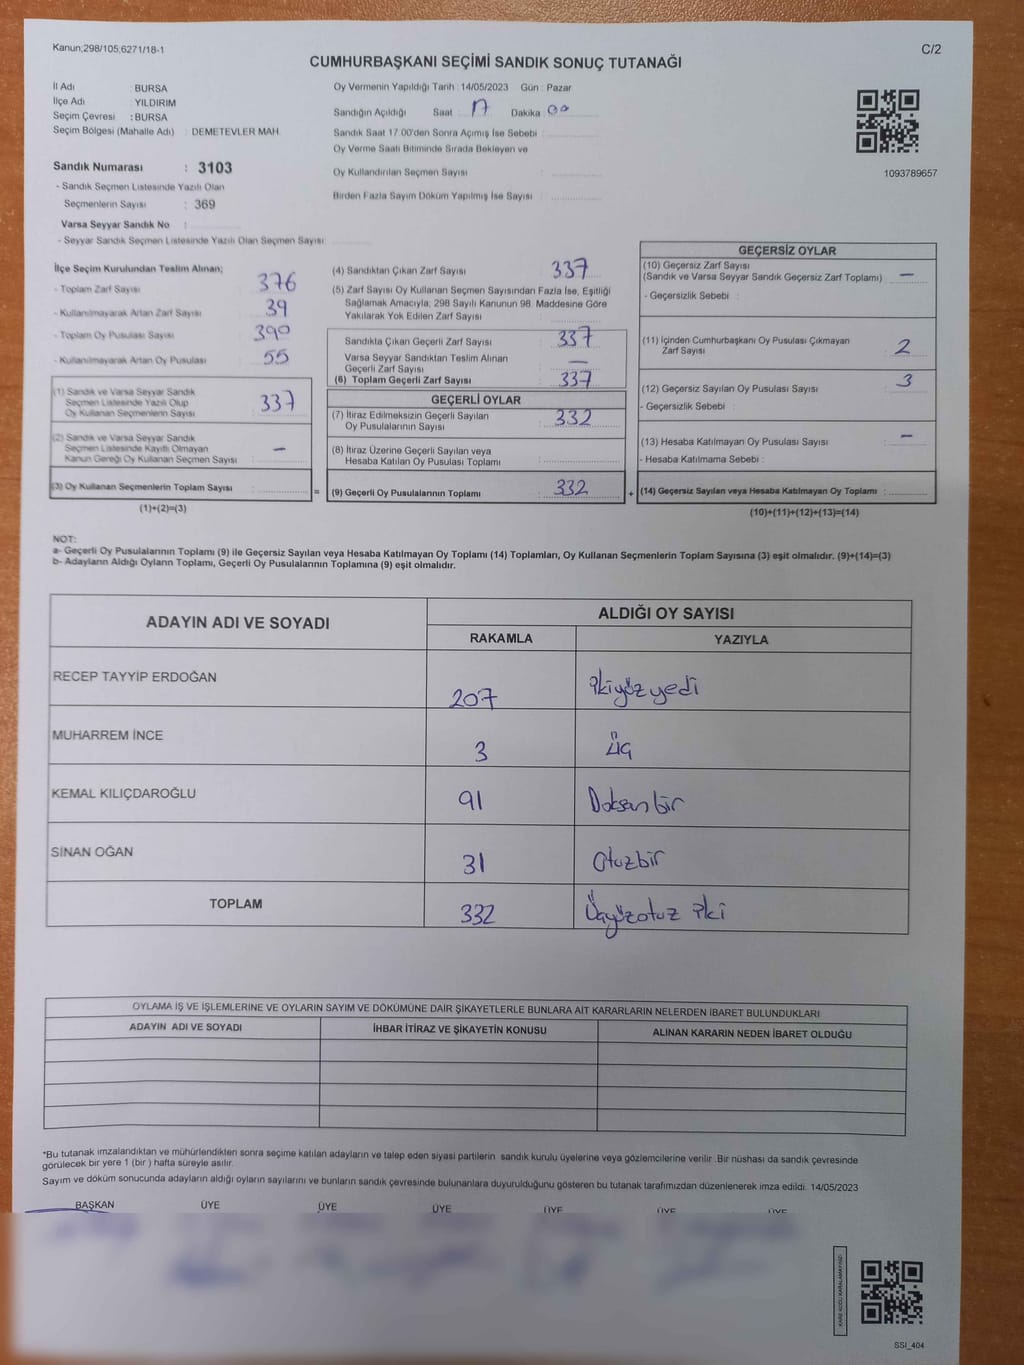 Kanun,298/105,6271/18-1
C/2
CUMHURBAŞKANI SEÇİMİ SANDIK SONUÇ TUTANAĞI
İl Adı : BURSA
İlçe Adı : YILDIRIM
Seçim Çevresi : BURSA
Seçim Bölgesi (Mahalle Adı) : DEMETEVLER MAH.
Sandık Numarası : 3103
- Sandık Seçmen Listesinde Yazılı Olan
Seçmenlerin Sayısı : 369
Varsa Seyyar Sandık No :
- Seyyar Sandık Seçmen Listesinde Yazılı Olan Seçmen Sayısı:
Oy Vermenin Yapıldığı Tarih : 14/05/2023 Gün : Pazar
Sandığın Açıldığı Saat : 17 Dakika : 00
Sandık Saat 17.00'den Sonra Açımış İse Sebebi :
Oy Verme Saati Bitiminde Sırada Bekleyen ve
Oy Kullandırılan Seçmen Sayısı :
Birden Fazla Sayım Döküm Yapılmış İse Sayısı :
1093789657
İlçe Seçim Kurulundan Teslim Alınan;
- Toplam Zarf Sayısı : 376
- Kullanılmayarak Artan Zarf Sayısı : 39
- Toplam Oy Pusulası Sayısı : 390
- Kullanılmayarak Artan Oy Pusulası : 55
(1) Sandık ve Varsa Seyyar Sandık
Seçmen Listesinde Yazılı Olup
Oy Kullanan Seçmenlerin Sayısı : 337
(2) Sandık ve Varsa Seyyar Sandık
Seçmen Listesinde Kayıtlı Olmayan
Kanun Gereği Oy Kullanan Seçmen Sayısı : -
(3) Oy Kullanan Seçmenlerin Toplam Sayısı :
(1)+(2)=(3)
(4) Sandıktan Çıkan Zarf Sayısı : 337
(5) Zarf Sayısı Oy Kullanan Seçmen Sayısından Fazla İse, Eşitliği
Sağlamak Amacıyla; 298 Sayılı Kanunun 98. Maddesine Göre
Yakılarak Yok Edilen Zarf Sayısı :
Sandıkta Çıkan Geçerli Zarf Sayısı : 337
Varsa Seyyar Sandıktan Teslim Alınan
Geçerli Zarf Sayısı : -
(6) Toplam Geçerli Zarf Sayısı : 337
GEÇERLİ OYLAR
(7) İtiraz Edilmeksizin Geçerli Sayılan
Oy Pusulalarının Sayısı : 332
(8) İtiraz Üzerine Geçerli Sayılan veya
Hesaba Katılan Oy Pusulası Toplamı :
= (9) Geçerli Oy Pusulalarının Toplamı : 332
GEÇERSİZ OYLAR
(10) Geçersiz Zarf Sayısı
(Sandık ve Varsa Seyyar Sandık Geçersiz Zarf Toplamı) : -
- Geçersizlik Sebebi :
(11) İçinden Cumhurbaşkanı Oy Pusulası Çıkmayan
Zarf Sayısı : 2
(12) Geçersiz Sayılan Oy Pusulası Sayısı : 3
- Geçersizlik Sebebi :
(13) Hesaba Katılmayan Oy Pusulası Sayısı : -
- Hesaba Katılmama Sebebi :
+ (14) Geçersiz Sayılan veya Hesaba Katılmayan Oy Toplamı :
(10)+(11)+(12)+(13)=(14)
NOT:
a- Geçerli Oy Pusulalarının Toplamı (9) ile Geçersiz Sayılan veya Hesaba Katılmayan Oy Toplamı (14) Toplamları, Oy Kullanan Seçmenlerin Toplam Sayısına (3) eşit olmalıdır. (9)+(14)=(3)
b- Adayların Aldığı Oyların Toplamı, Geçerli Oy Pusulalarının Toplamına (9) eşit olmalıdır.
ADAYIN ADI VE SOYADI
ALDIĞI OY SAYISI
RAKAMLA YAZIYLA
RECEP TAYYİP ERDOĞAN 207 ikiyüz yedi
MUHARREM İNCE 3 Üç
KEMAL KILIÇDAROĞLU 91 Doksan bir
SİNAN OĞAN 31 Otuzbir
TOPLAM 332 Üçyüzotuz iki
OYLAMA İŞ VE İŞLEMLERİNE VE OYLARIN SAYIM VE DÖKÜMÜNE DAİR ŞİKAYETLERLE BUNLARA AİT KARARLARIN NELERDEN İBARET BULUNDUKLARI
ADAYIN ADI VE SOYADI İHBAR İTİRAZ VE ŞİKAYETİN KONUSU ALINAN KARARIN NEDEN İBARET OLDUĞU
*Bu tutanak imzalandıktan ve mühürlendikten sonra seçime katılan adayların ve talep eden siyasi partilerin sandık kurulu üyelerine veya gözlemcilerine verilir. Bir nüshası da sandık çevresinde
görülecek bir yere 1 (bir ) hafta süreyle asılır.
Sayım ve döküm sonucunda adayların aldığı oyların sayılarını ve bunların sandık çevresinde bulunanlara duyurulduğunu gösteren bu tutanak tarafımızdan düzenlenerek imza edildi. 14/05/2023
BAŞKAN ÜYE ÜYE ÜYE ÜYE ÜYE ÜYE
SSI_404